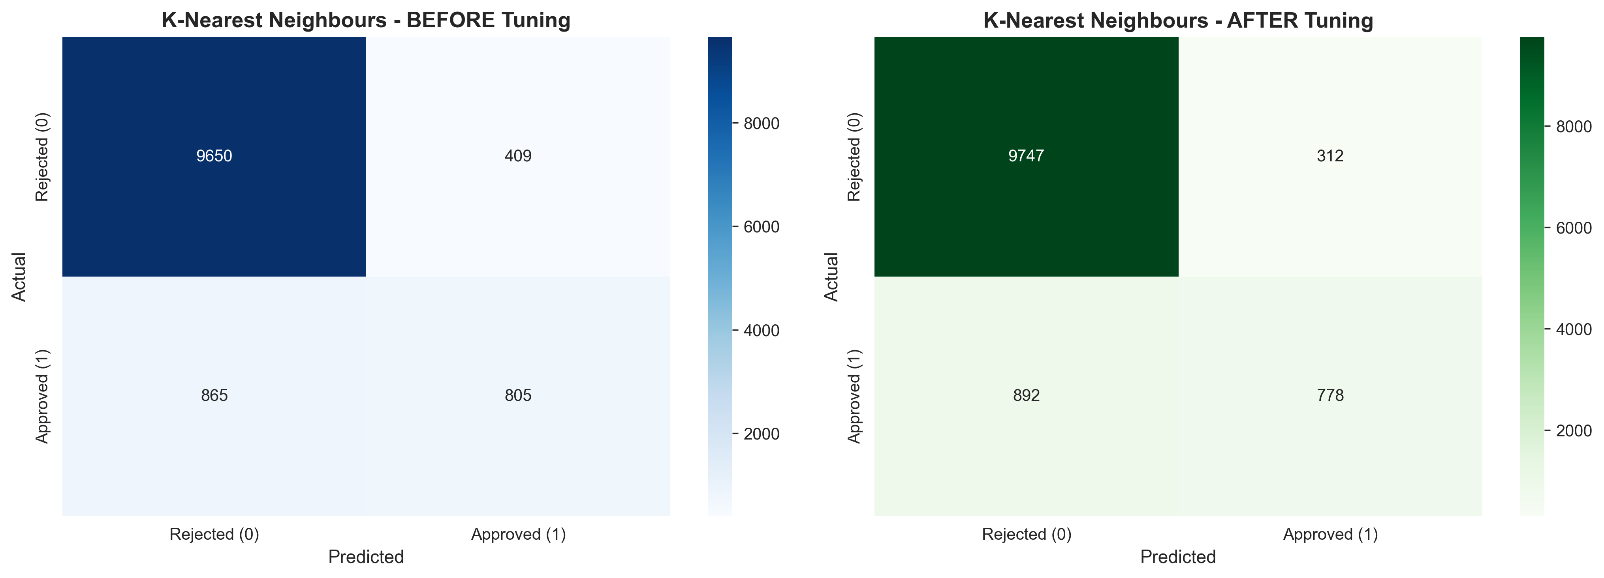 K-Nearest Neighbours - BEFORE Tuning
Actual
Rejected (0)
Approved (1)
9650
409
865
805
Rejected (0)
Approved (1)
Predicted
8000
6000
4000
2000
K-Nearest Neighbours - AFTER Tuning
Actual
Rejected (0)
Approved (1)
9747
312
892
778
Rejected (0)
Approved (1)
Predicted
8000
6000
4000
2000